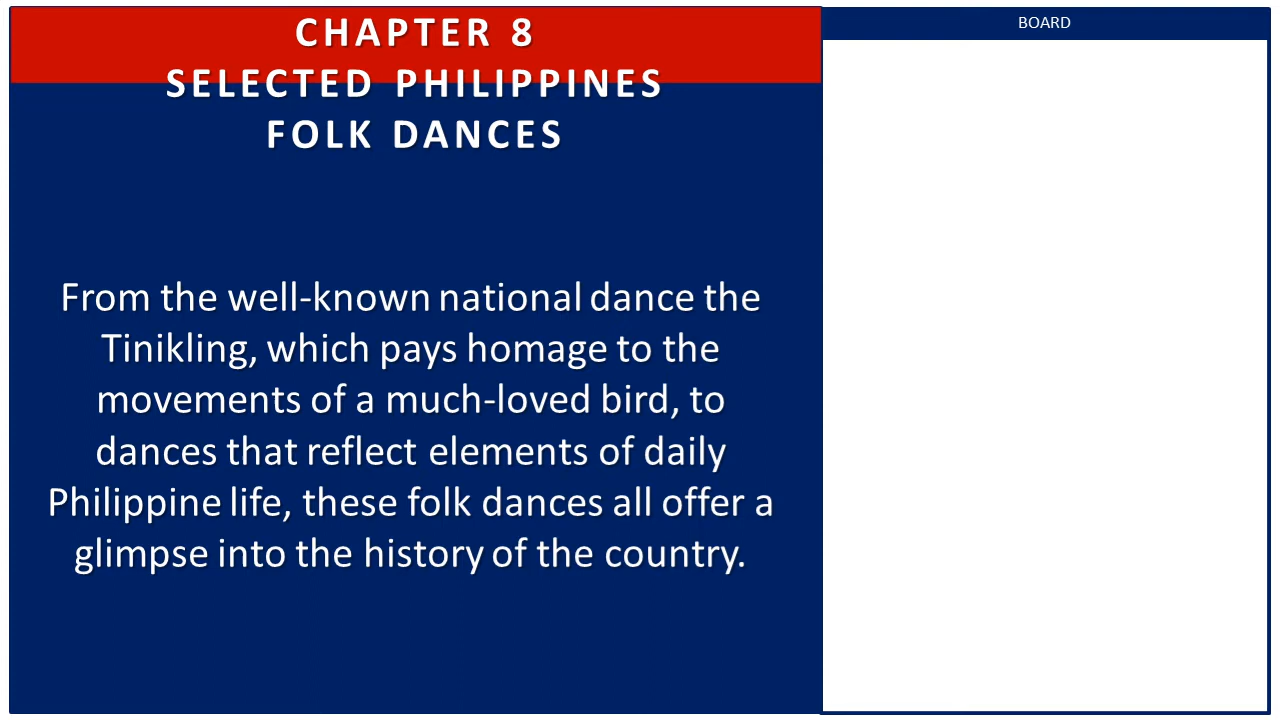 CHAPTER 8
SELECTED PHILIPPINES
FOLK DANCES
From the well-known national dance the
Tinikling, which pays homage to the
movements of a much-loved bird, to
dances that reflect elements of daily
Philippine life, these folk dances all offer a
glimpse into the history of the country.
BOARD